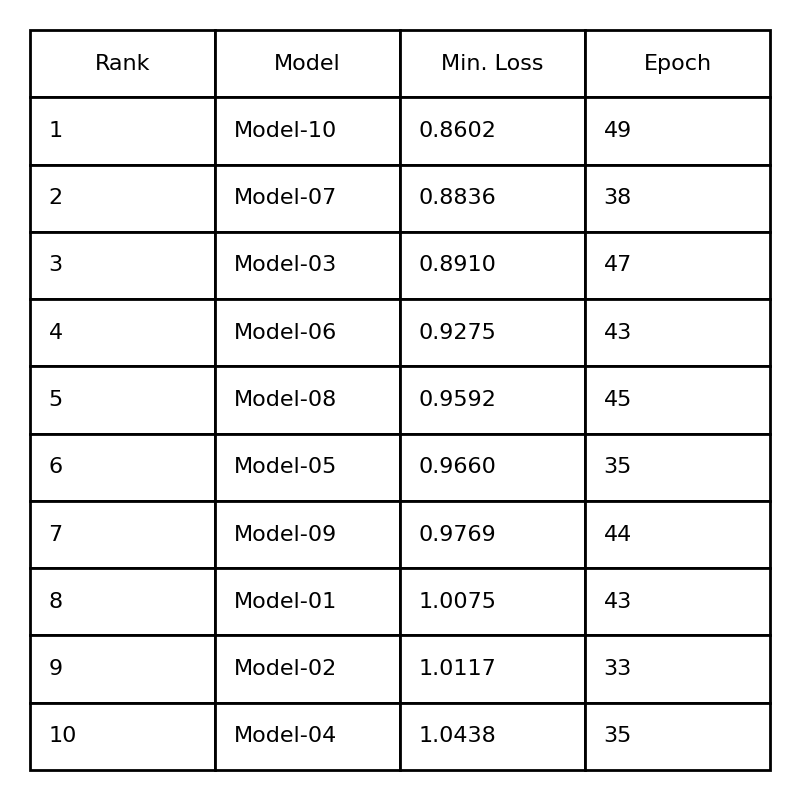 Rank Model Min. Loss Epoch
1 Model-10 0.8602 49
2 Model-07 0.8836 38
3 Model-03 0.8910 47
4 Model-06 0.9275 43
5 Model-08 0.9592 45
6 Model-05 0.9660 35
7 Model-09 0.9769 44
8 Model-01 1.0075 43
9 Model-02 1.0117 33
10 Model-04 1.0438 35